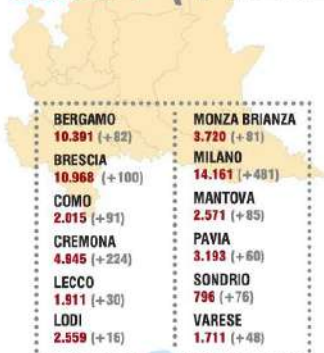 BERGAMO
10.391 (+82)
BRESCIA
10.968 (+100)
COMO
2.015 (+91)
CREMONA
4.845 (+224)
LECCO
1.911 (+30)
LODI
2.559 (+16)
MONZA BRIANZA
3.720 (+81)
MILANO
14.161 (+481)
MANTOVA
2.571 (+85)
PAVIA
3.193 (+60)
SONDRIO
796 (+76)
VARESE
1.711 (+48)